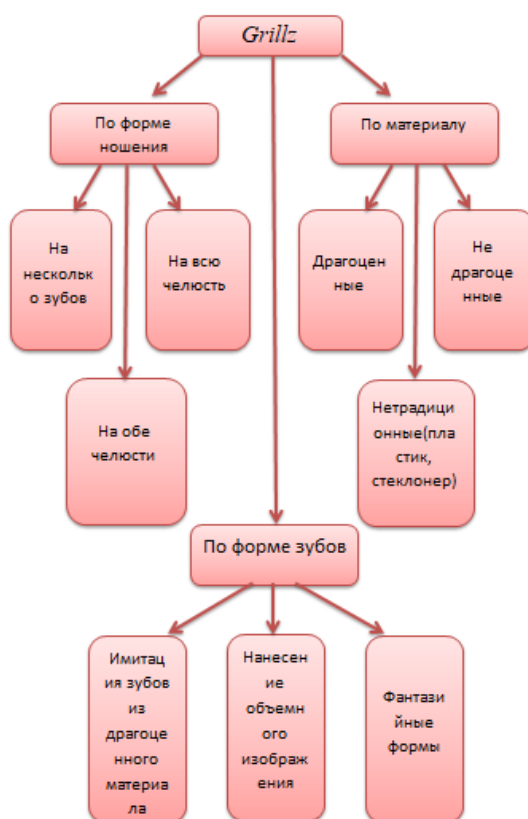 Grillz
По форме
ношения
По материалу
На
нескольк
о зубов
На всю
челюсть
Драгоцен
ные
Не
драгоце
нные
На обе
челюсти
Нетрадици
онные(пла
стик,
стеклонер)
По форме зубов
Имитац
ия зубов
из
драгоце
нного
материа
ла
Нанесен
ие
объемн
ого
изображ
ения
Фантази
йные
формы